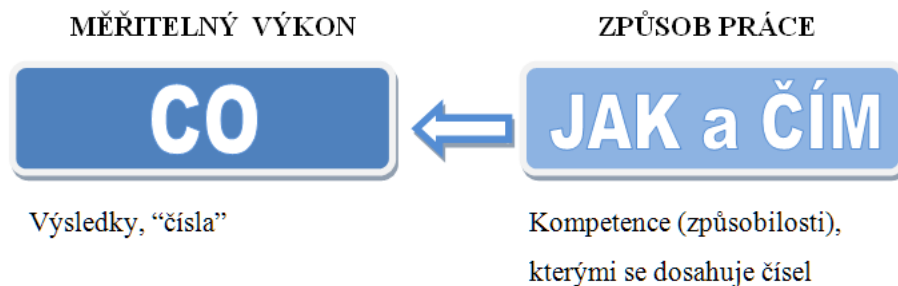 MĚŘITELNÝ VÝKON
CO
Výsledky, “čísla”
ZPŮSOB PRÁCE
JAK a ČÍM
Kompetence (způsobilosti),
kterými se dosahuje čísel